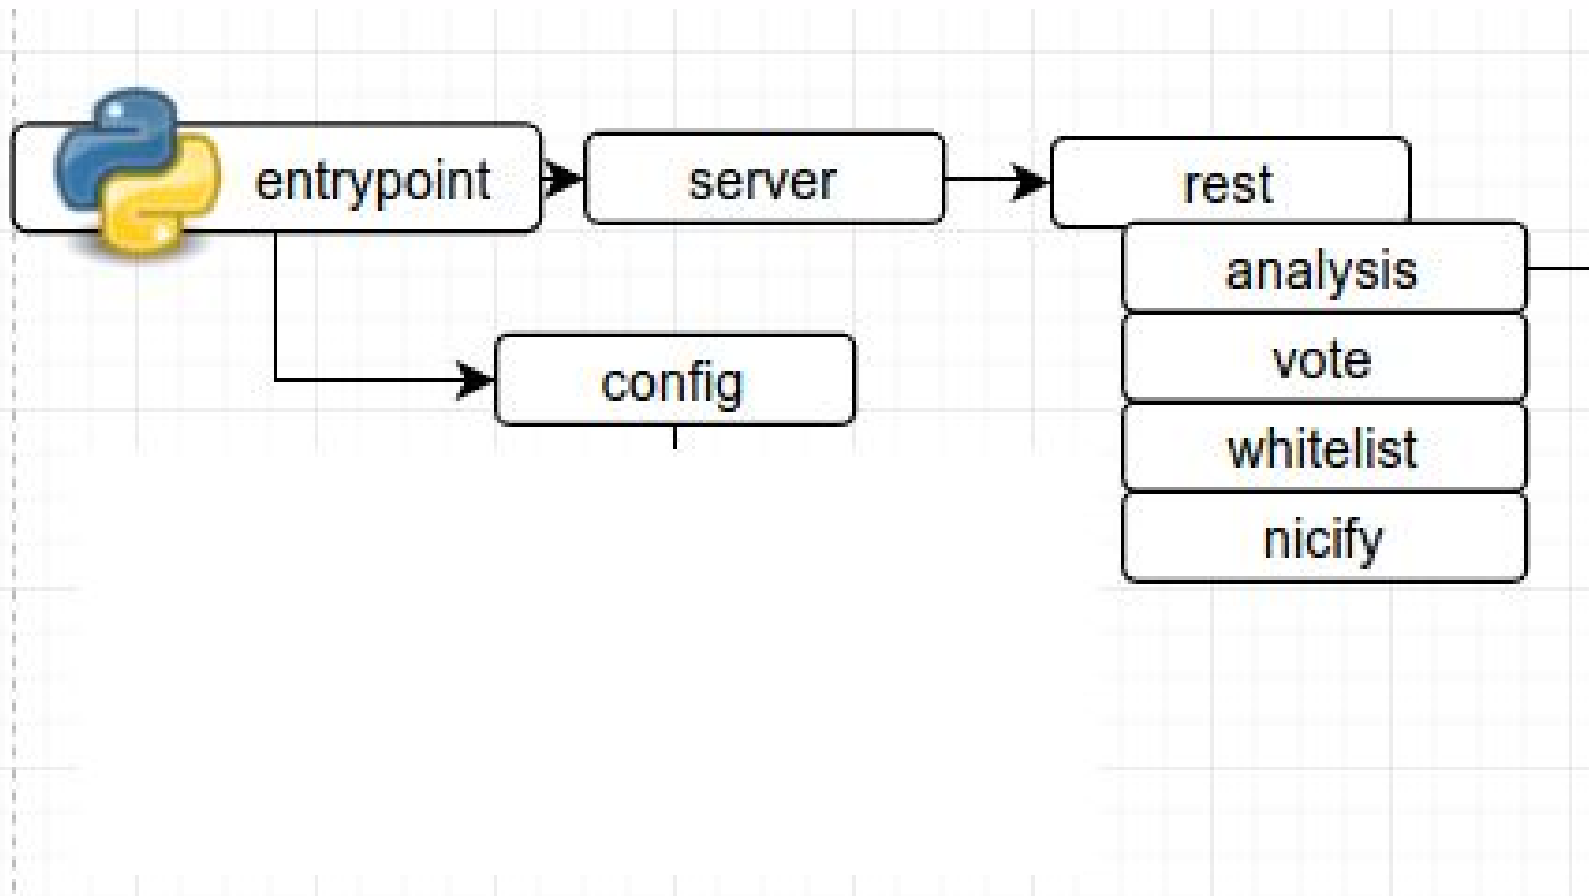 entrypoint
server
rest
analysis
config
vote
whitelist
nicify